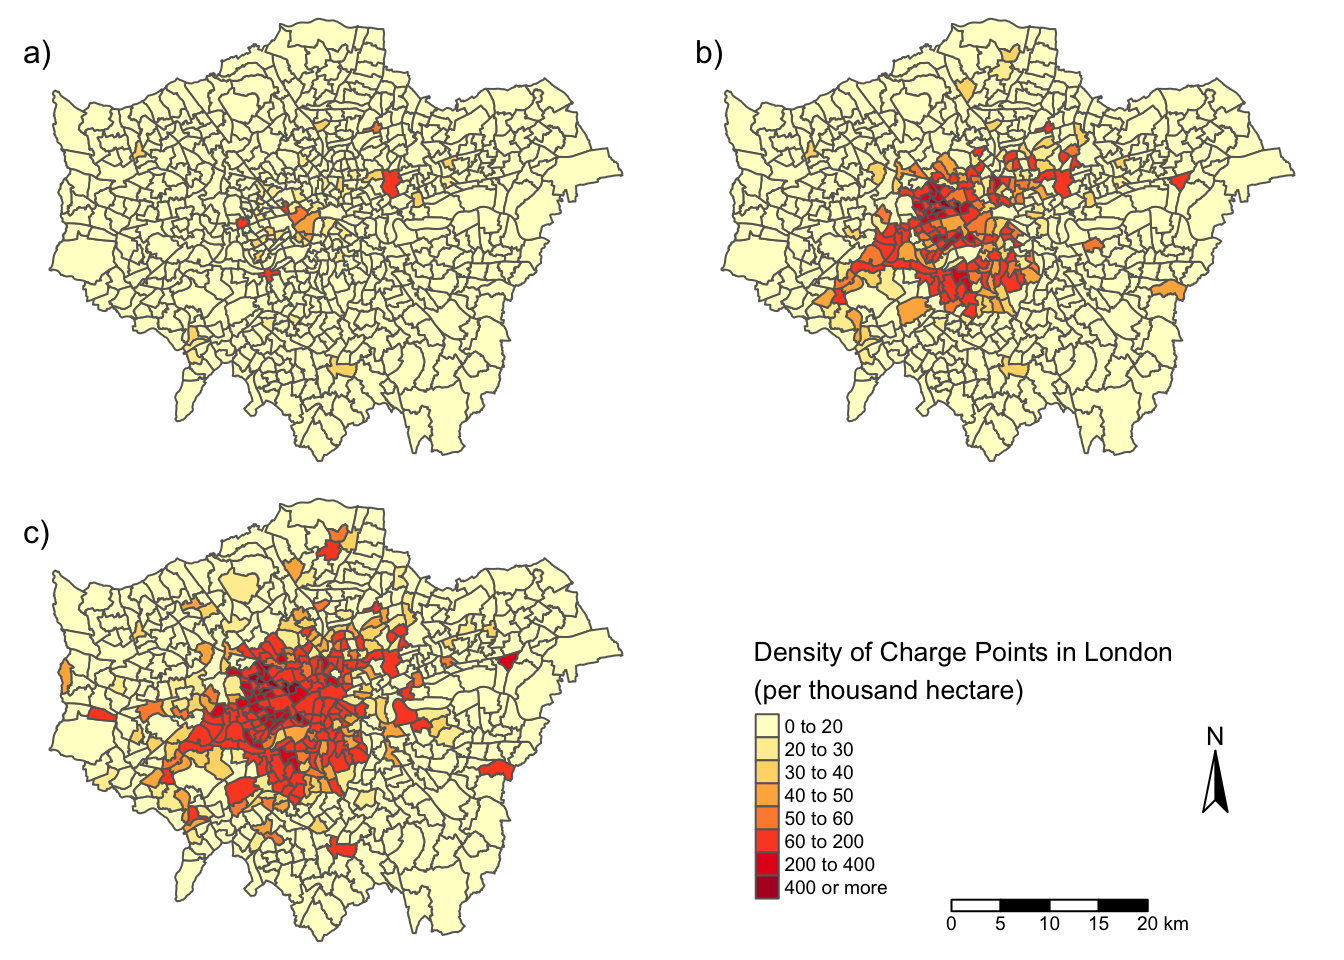 a)
b)
c)
Density of Charge Points in London
(per thousand hectare)
0 to 20
20 to 30
30 to 40
40 to 50
50 to 60
60 to 200
200 to 400
400 or more
N
0 5 10 15 20 km